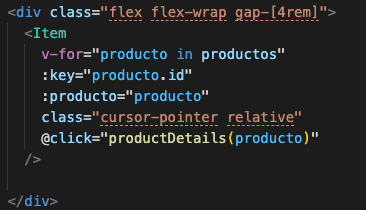 <div class="flex flex-wrap gap-[4rem]">
<Item
v-for="producto in productos"
:key="producto.id"
:producto="producto"
class="cursor-pointer relative"
@click="productDetails(producto)"
/>
</div>